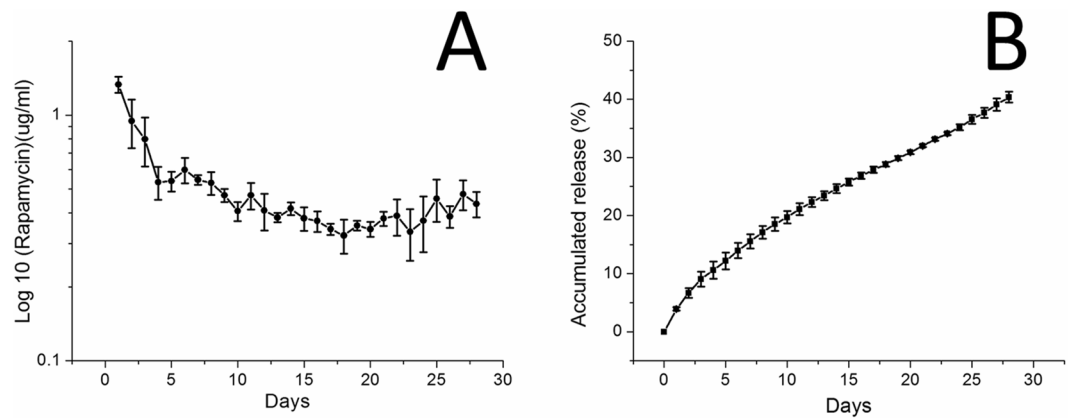 A
Log 10 (Rapamycin)(ug/ml)
1
0.1
0 5 10 15 20 25 30
Days
B
Accumulated release (%)
50
40
30
20
10
0
0 5 10 15 20 25 30
Days